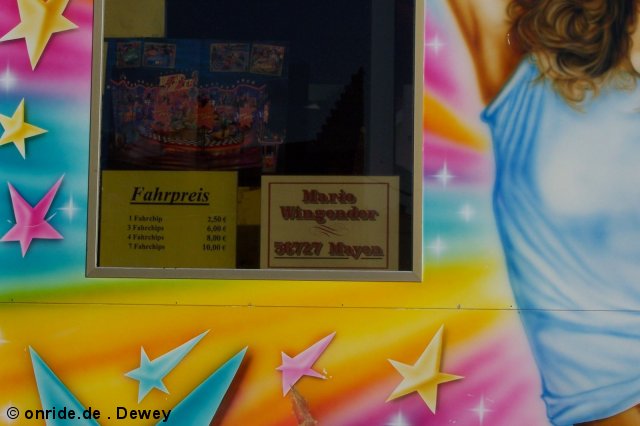 Fahrpreis
1 Fahrchip 2,50 €
3 Fahrchips 6,00 €
4 Fahrchips 8,00 €
7 Fahrchips 10,00 €
Mario
Wingender
51727 Mayen
© onride.de . Dewey